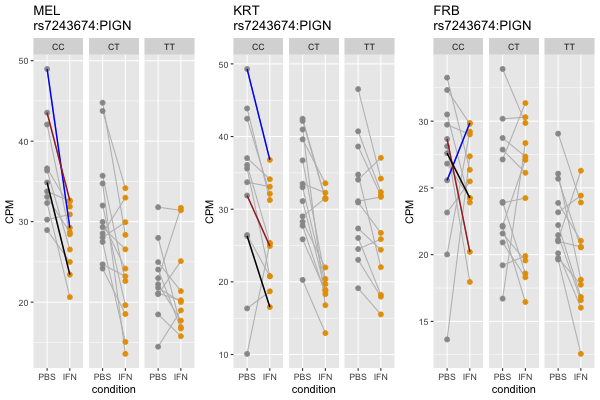 MEL
rs7243674:PIGN
CC CT TT
CPM
50
40
30
20
PBS IFN PBS IFN PBS IFN
condition
KRT
rs7243674:PIGN
CC CT TT
CPM
50
40
30
20
10
PBS IFN PBS IFN PBS IFN
condition
FRB
rs7243674:PIGN
CC CT TT
CPM
30
25
20
15
PBS IFN PBS IFN PBS IFN
condition